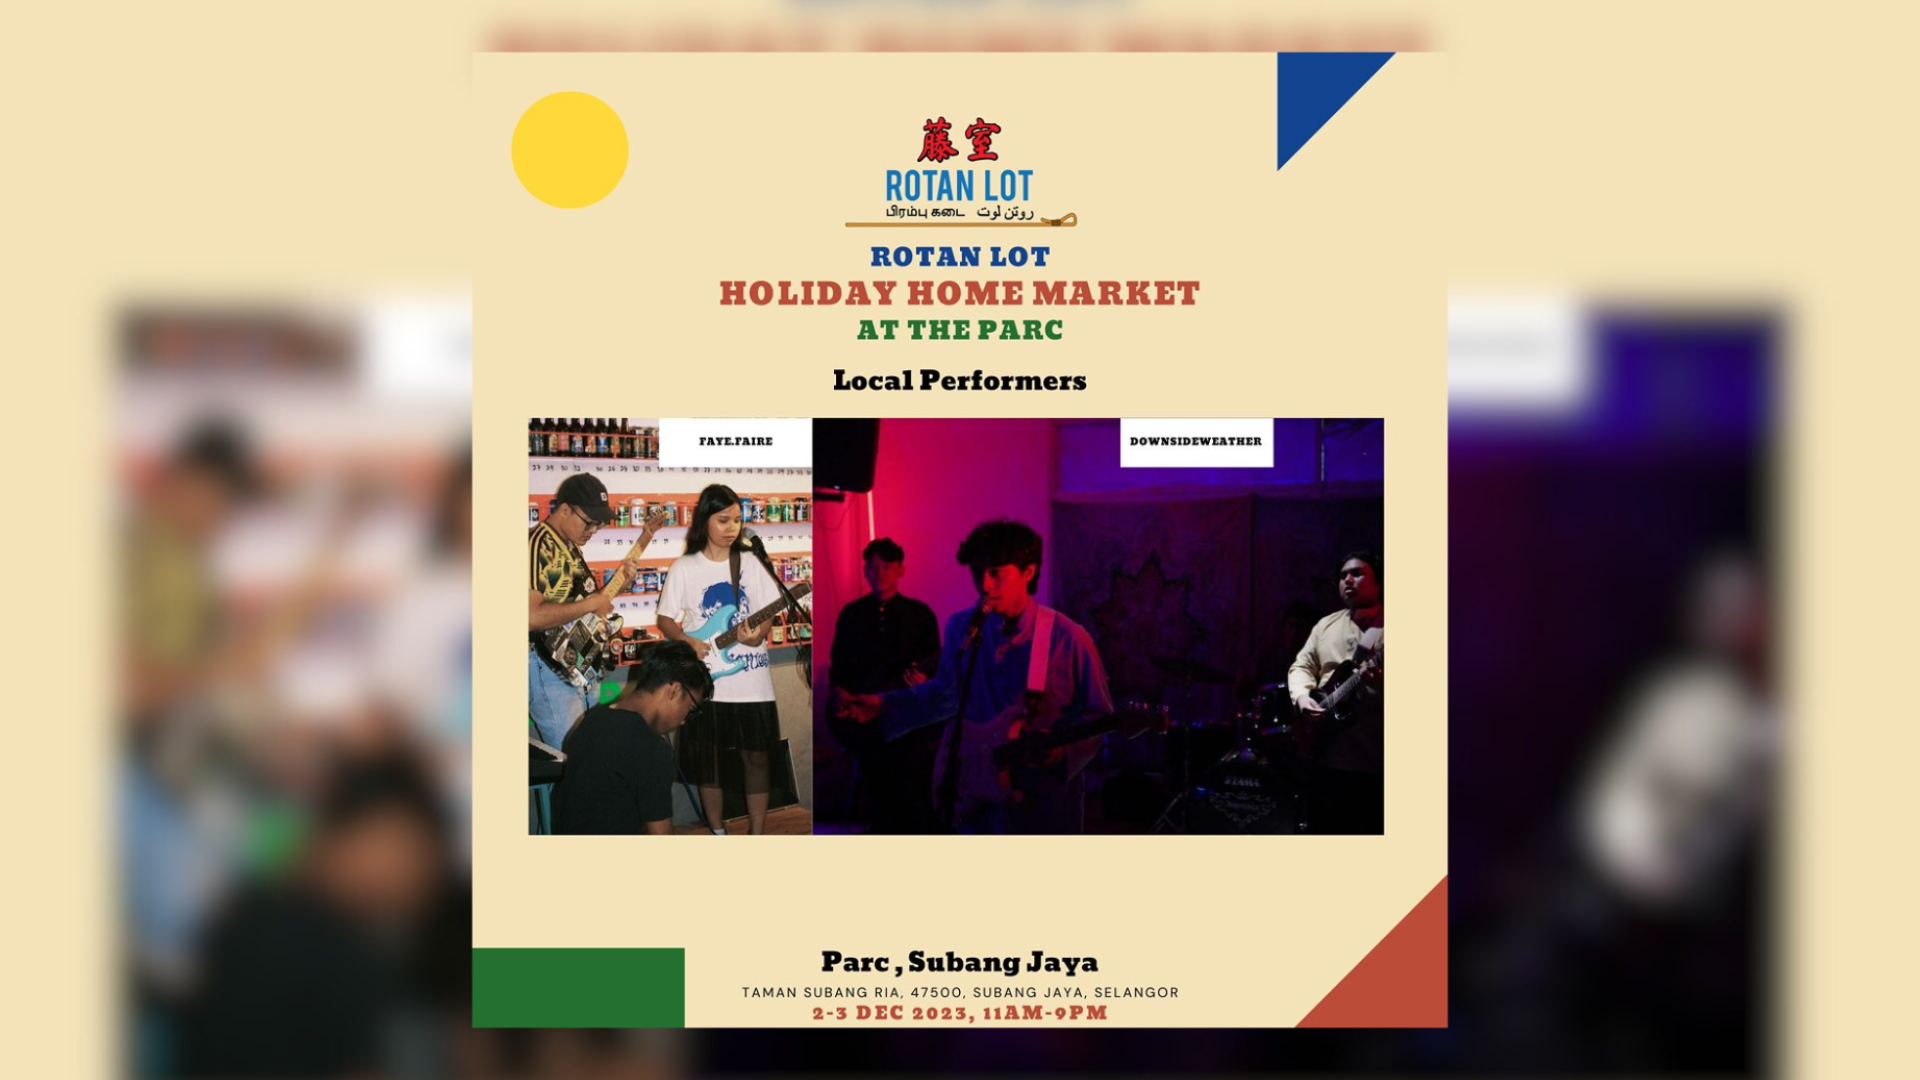 藤室
ROTAN LOT
பிரம்பு கடை روتن لوت
ROTAN LOT
HOLIDAY HOME MARKET
AT THE PARC
Local Performers
FAYE.FAIRE
DOWNSIDEWEATHER
TAMA
Parc , Subang Jaya
TAMAN SUBANG RIA, 47500, SUBANG JAYA, SELANGOR
2-3 DEC 2023, 11AM-9PM